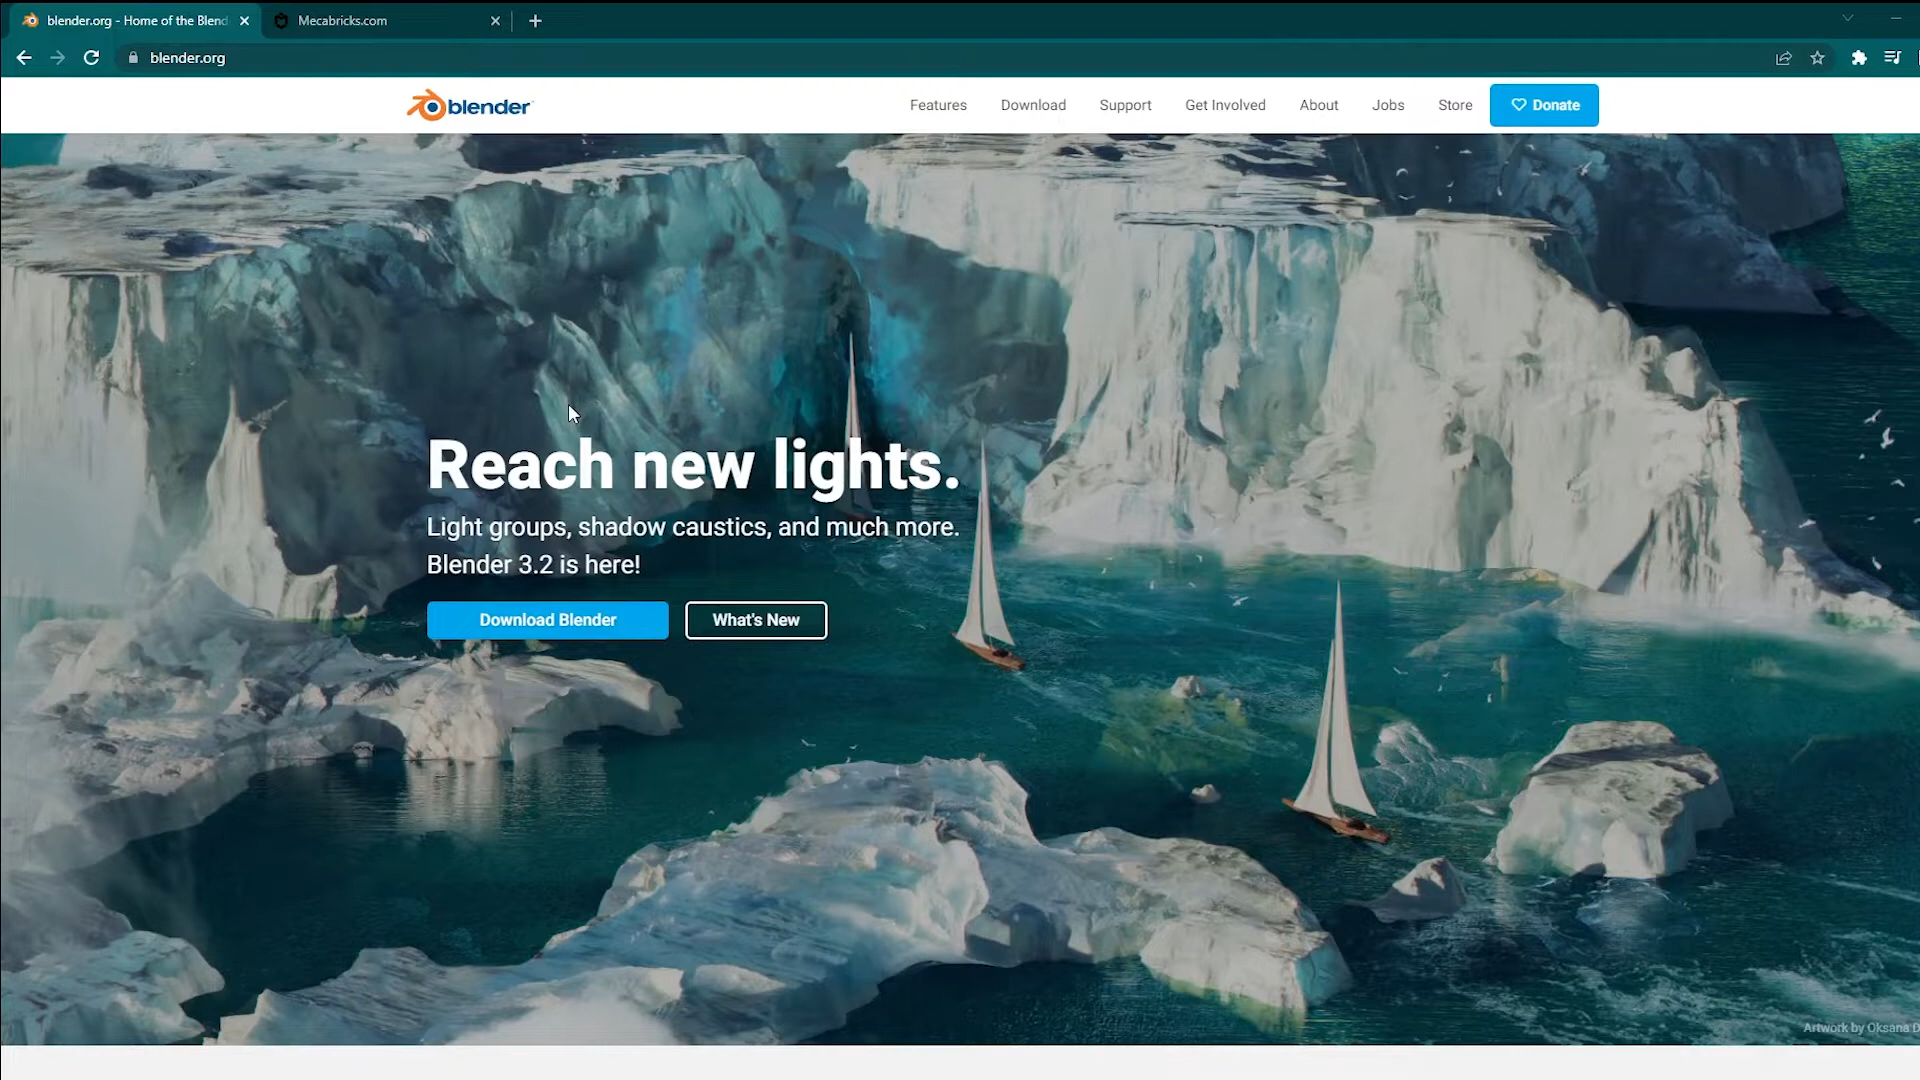 blender.org - Home of the Blend
Mecabricks.com
blender.org
blender
Features
Download
Support
Get Involved
About
Jobs
Store
Donate
Reach new lights.
Light groups, shadow caustics, and much more.
Blender 3.2 is here!
Download Blender
What's New
Artwork by Oksana D